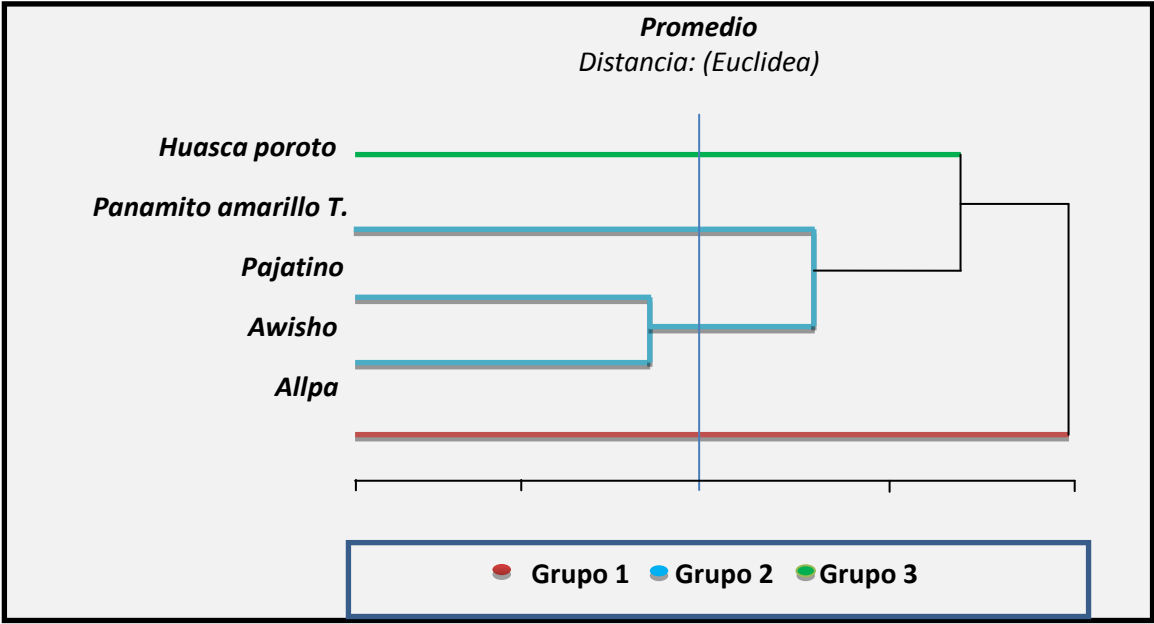 Promedio
Distancia: (Euclidea)
Huasca poroto
Panamito amarillo T.
Pajatino
Awisho
Allpa
Grupo 1 Grupo 2 Grupo 3